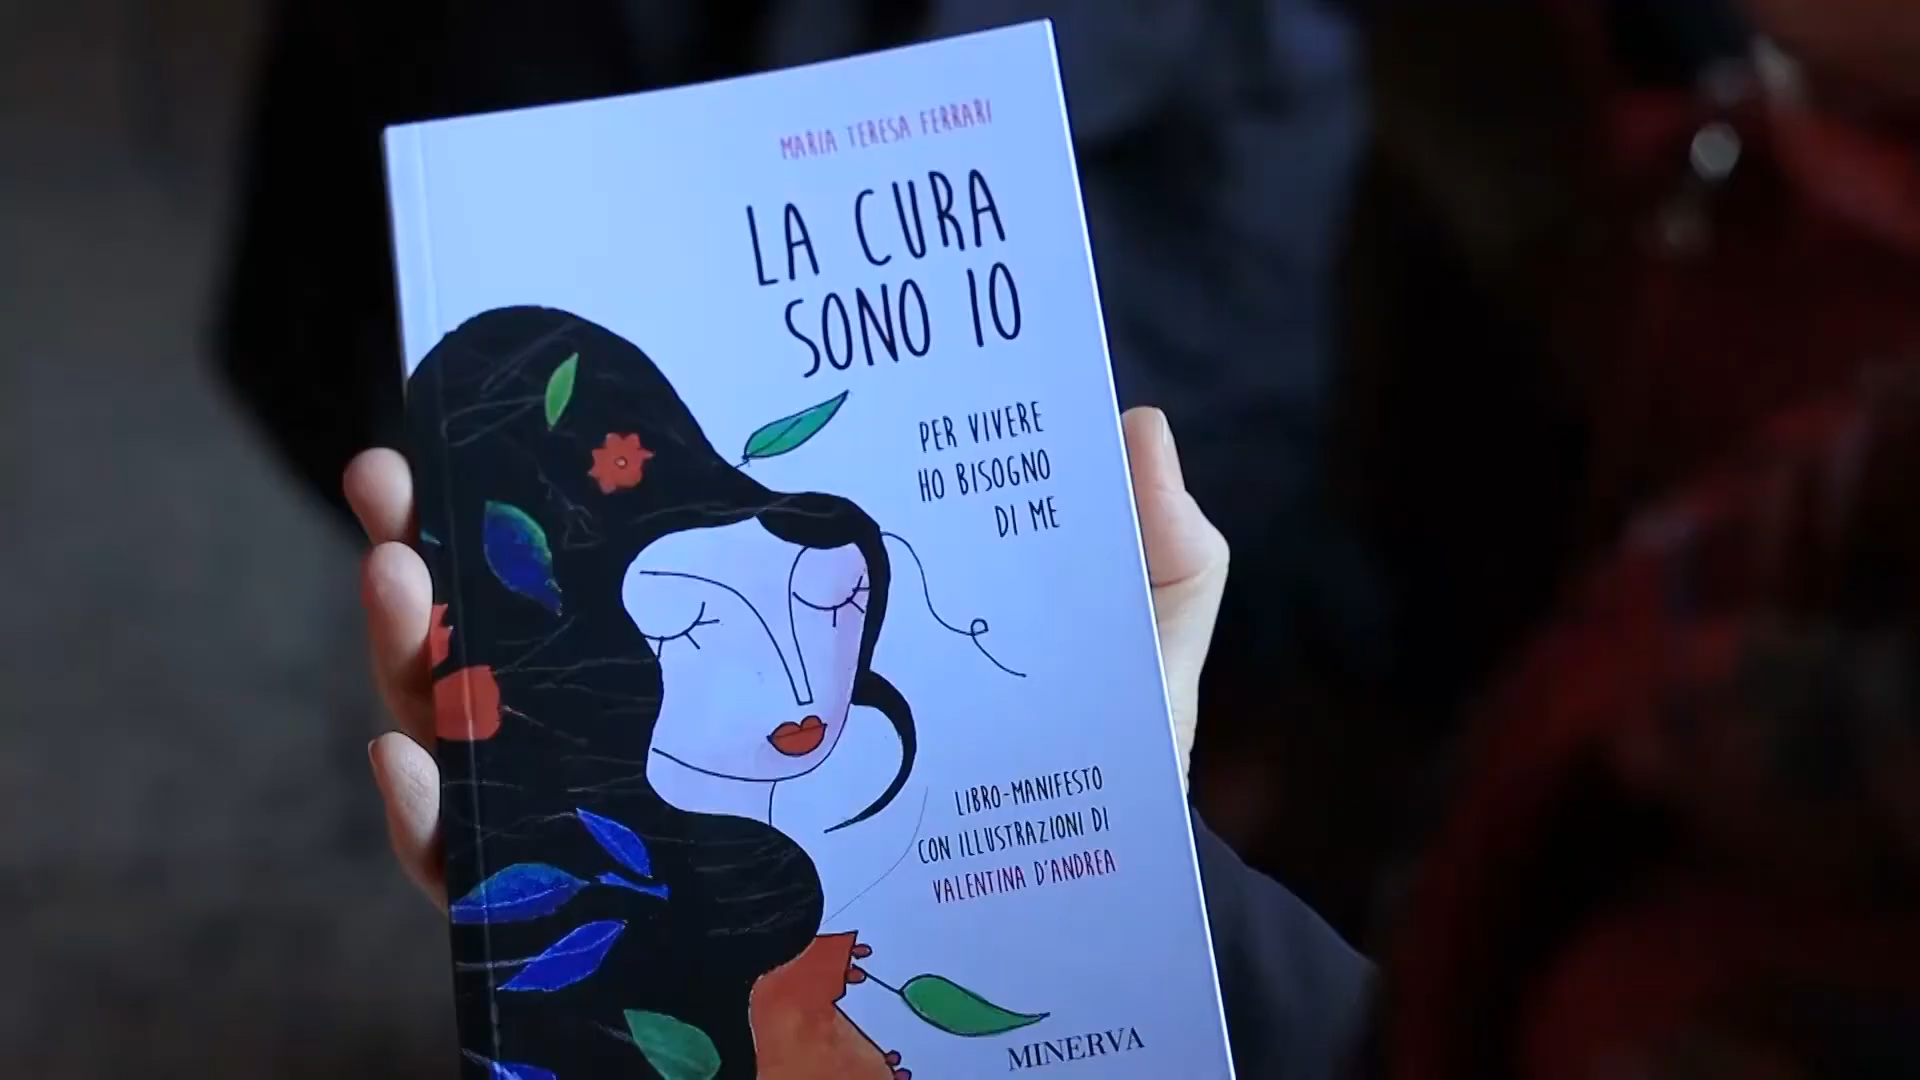 MARIA TERESA FERRARI
LA CURA
SONO IO
PER VIVERE
HO BISOGNO
DI ME
LIBRO-MANIFESTO
CON ILLUSTRAZIONI DI
VALENTINA D'ANDREA
MINERVA